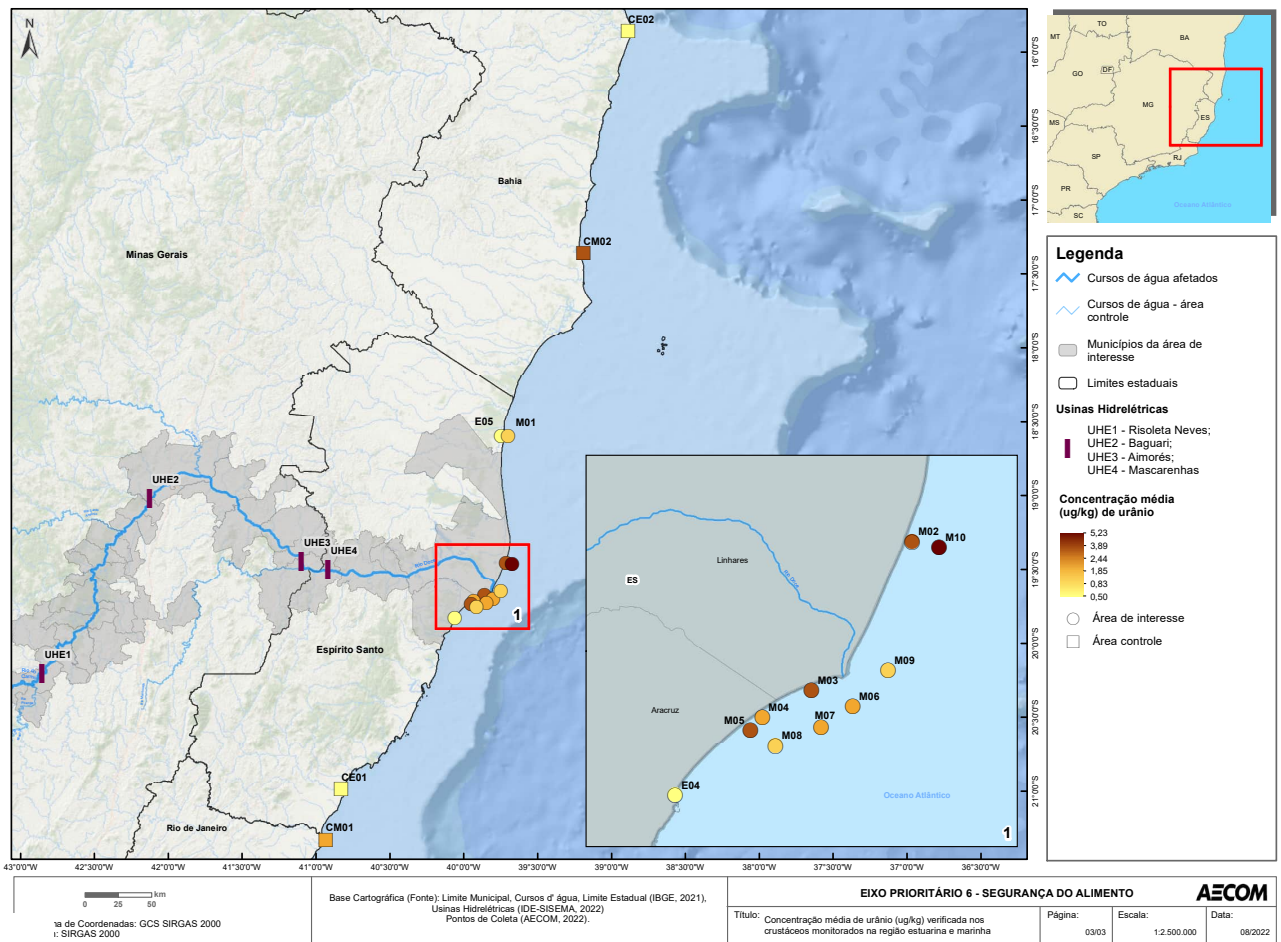 N
CE02
Bahia
Minas Gerais
CM02
E05 M01
UHE2
UHE3
UHE4
Rio Doce
1
UHE1
Espírito Santo
CE01
Rio de Janeiro
CM01
16°0'0"S
16°30'0"S
17°0'0"S
17°30'0"S
18°0'0"S
18°30'0"S
19°0'0"S
19°30'0"S
20°0'0"S
20°30'0"S
21°0'0"S
43°0'0"W 42°30'0"W 42°0'0"W 41°30'0"W 41°0'0"W 40°30'0"W 40°0'0"W 39°30'0"W 39°0'0"W 38°30'0"W 38°0'0"W 37°30'0"W 37°0'0"W 36°30'0"W
M02
M10
Linhares
ES
Rio Doce
M09
M03
M06
Aracruz
M04
M05
M07
M08
E04
Oceano Atlântico
1
TO
MT
BA
GO
DF
MG
MS
ES
SP
RJ
PR
SC
Oceano Atlântico
Legenda
Cursos de água afetados
Cursos de água - área
controle
Municípios da área de
interesse
Limites estaduais
Usinas Hidrelétricas
UHE1 - Risoleta Neves;
UHE2 - Baguari;
UHE3 - Aimorés;
UHE4 - Mascarenhas
Concentração média
(ug/kg) de urânio
5,23
3,89
2,44
1,85
0,83
0,50
Área de interesse
Área controle
km
0 25 50
na de Coordenadas: GCS SIRGAS 2000
: SIRGAS 2000
Base Cartográfica (Fonte): Limite Municipal, Cursos d' água, Limite Estadual (IBGE, 2021),
Usinas Hidrelétricas (IDE-SISEMA, 2022)
Pontos de Coleta (AECOM, 2022).
EIXO PRIORITÁRIO 6 - SEGURANÇA DO ALIMENTO
AECOM
Título: Concentração média de urânio (ug/kg) verificada nos
crustáceos monitorados na região estuarina e marinha
Página:
03/03
Escala:
1:2.500.000
Data:
08/2022